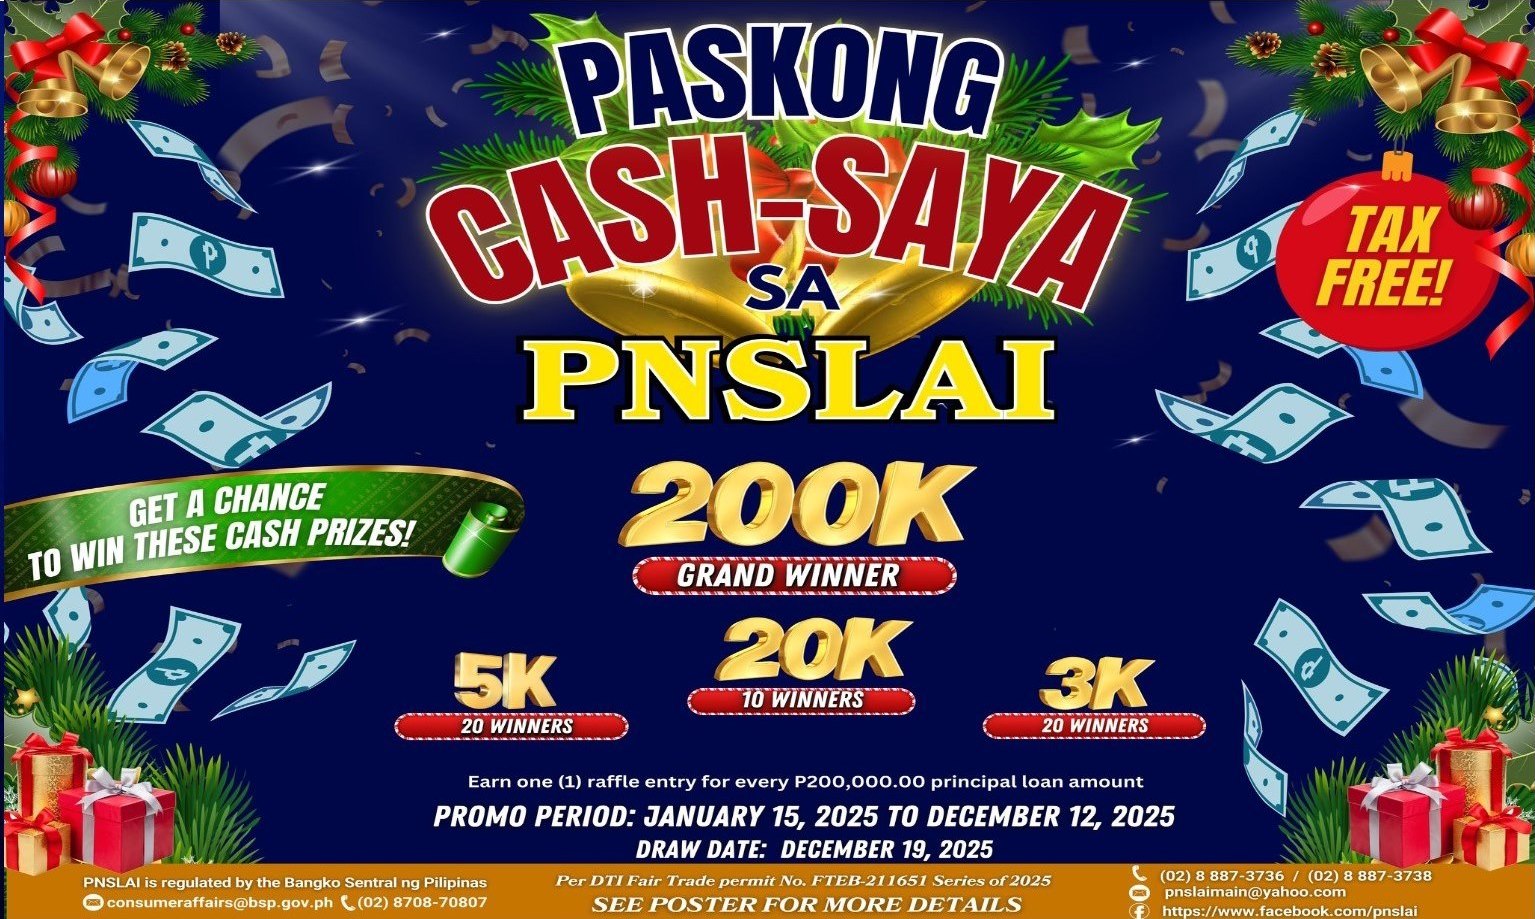 PASKONG
CASH-SAYA
SA
PNSLAI
TAX
FREE!
GET A CHANCE
TO WIN THESE CASH PRIZES!
200K
GRAND WINNER
20K
10 WINNERS
5K
20 WINNERS
3K
20 WINNERS
Earn one (1) raffle entry for every P200,000.00 principal loan amount
PROMO PERIOD: JANUARY 15, 2025 TO DECEMBER 12, 2025
DRAW DATE: DECEMBER 19, 2025
PNSLAI is regulated by the Bangko Sentral ng Pilipinas
consumeraffairs@bsp.gov.ph (02) 8708-70807
Per DTI Fair Trade permit No. FTEB-211651 Series of 2025
SEE POSTER FOR MORE DETAILS
(02) 8 887-3736 / (02) 8 887-3738
pnslaimain@yahoo.com
https://www.facebook.com/pnslai